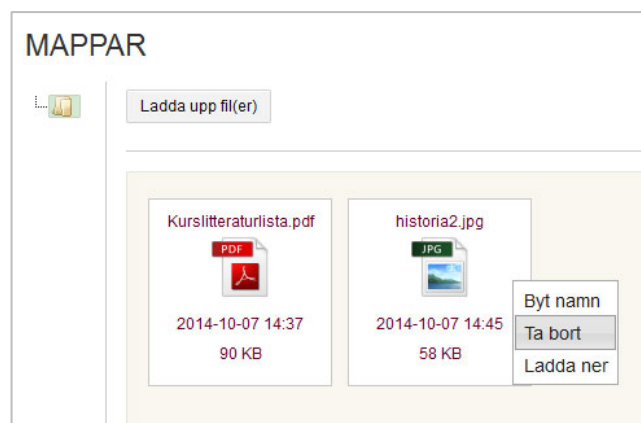 MAPPAR
Ladda upp fil(er)
Kurslitteraturlista.pdf
PDF
2014-10-07 14:37
90 KB
historia2.jpg
JPG
2014-10-07 14:45
58 KB
Byt namn
Ta bort
Ladda ner